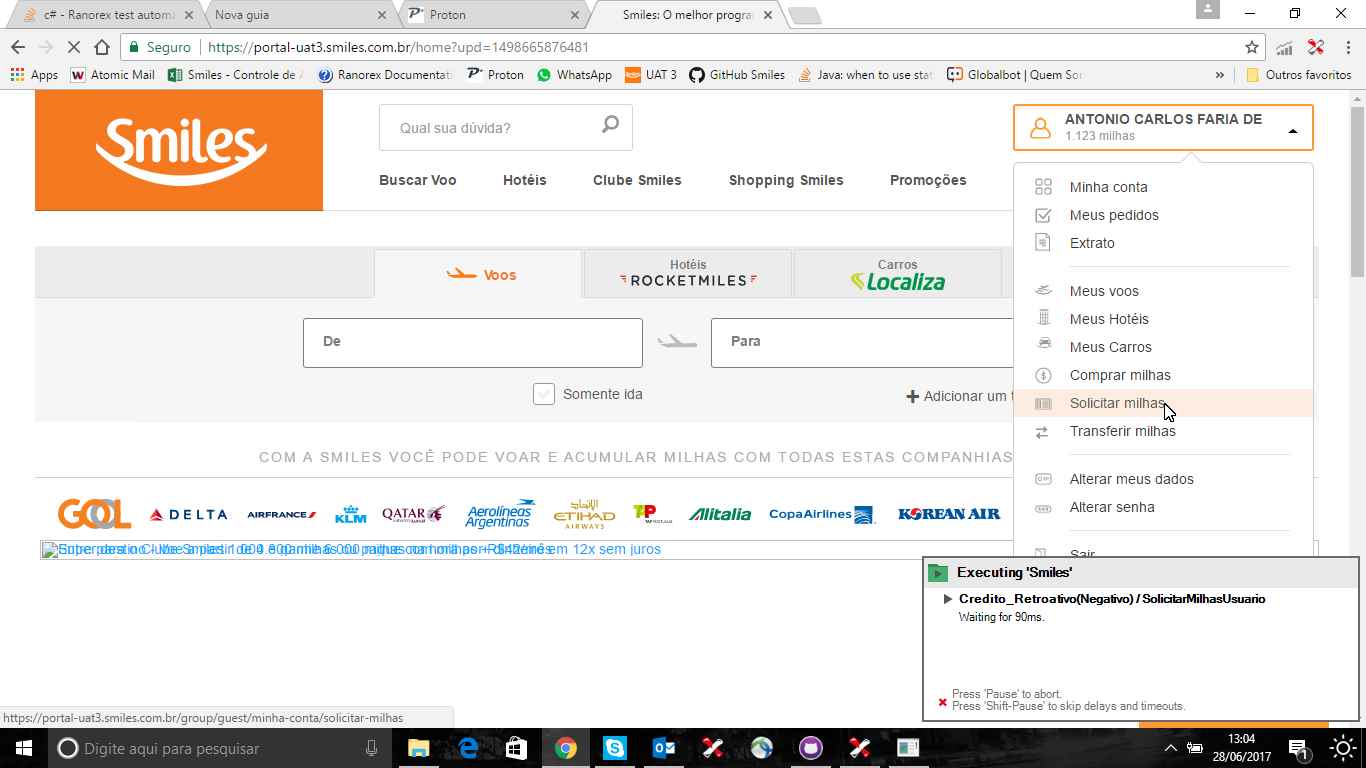 c# - Ranorex test automa
Nova guia
Proton
Smiles: O melhor progra
Seguro
https://portal-uat3.smiles.com.br/home?upd=1498665876481
Apps
Atomic Mail
Smiles - Controle de A
Ranorex Documentati
Proton
WhatsApp
UAT 3
GitHub Smiles
Java: when to use stat
Globalbot | Quem Sor
»
Outros favoritos
Smiles
Qual sua dúvida?
ANTONIO CARLOS FARIA DE
1.123 milhas
Buscar Voo
Hotéis
Clube Smiles
Shopping Smiles
Promoções
Minha conta
Meus pedidos
Extrato
Meus voos
Meus Hotéis
Meus Carros
Comprar milhas
Solicitar milhas
Transferir milhas
Alterar meus dados
Alterar senha
Sair
Voos
Hotéis
ROCKETMILES
Carros
Localiza
De
Para
Somente ida
Adicionar um t
COM A SMILES VOCÊ PODE VOAR E ACUMULAR MILHAS COM TODAS ESTAS COMPANHIAS
GOL
DELTA
AIRFRANCE
KLM
QATAR
Aerolíneas
Argentinas
ETIHAD
AIRWAYS
TAP
Alitalia
CopaAirlines
KOREAN AIR
em 12x sem juros
Executing 'Smiles'
Credito_Retroativo(Negativo) / SolicitarMilhasUsuario
Waiting for 90ms.
Press 'Pause' to abort.
Press 'Shift-Pause' to skip delays and timeouts.
https://portal-uat3.smiles.com.br/group/guest/minha-conta/solicitar-milhas
Digite aqui para pesquisar
13:04
28/06/2017
1